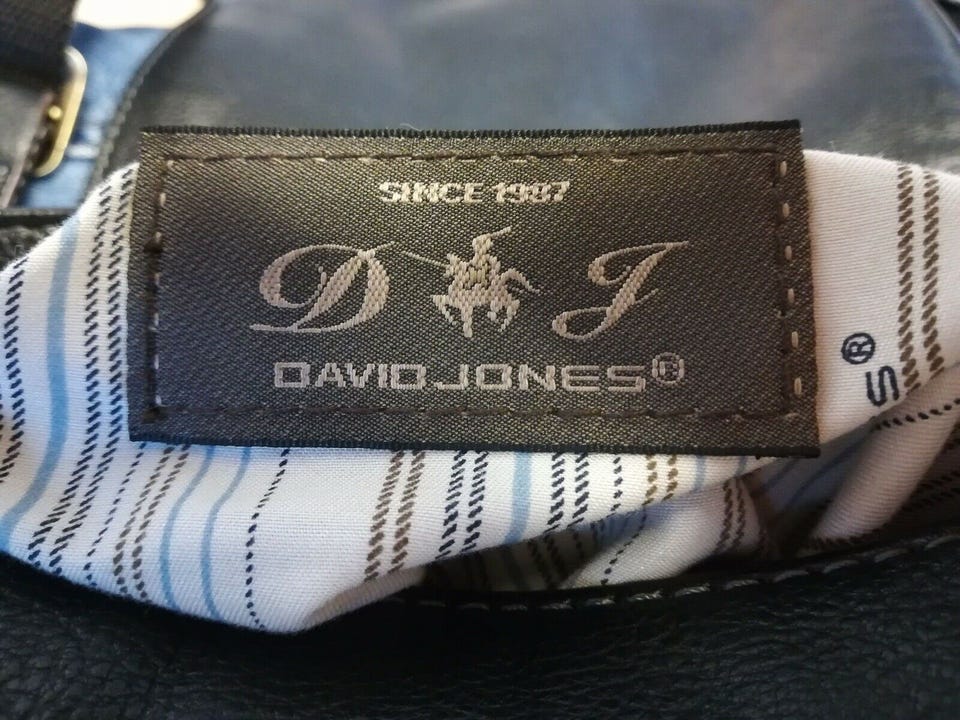 SINCE 1987
D J
DAVID JONES®
S®